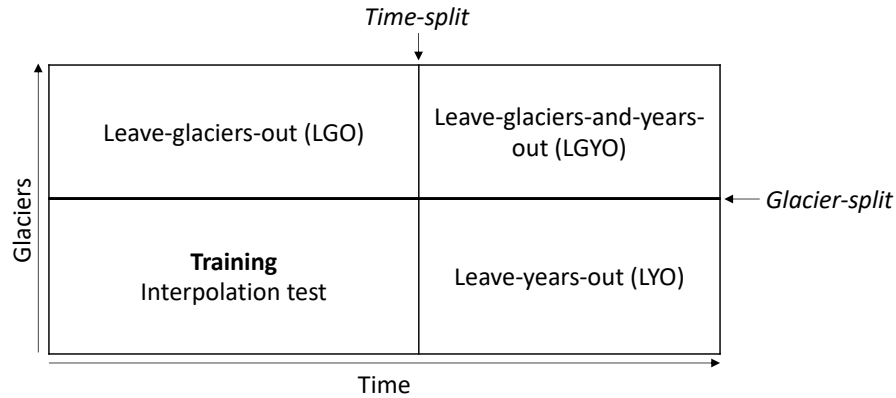 Time-split
Leave-glaciers-out (LGO)
Leave-glaciers-and-years-
out (LGYO)
Glaciers
Glacier-split
Training
Interpolation test
Leave-years-out (LYO)
Time